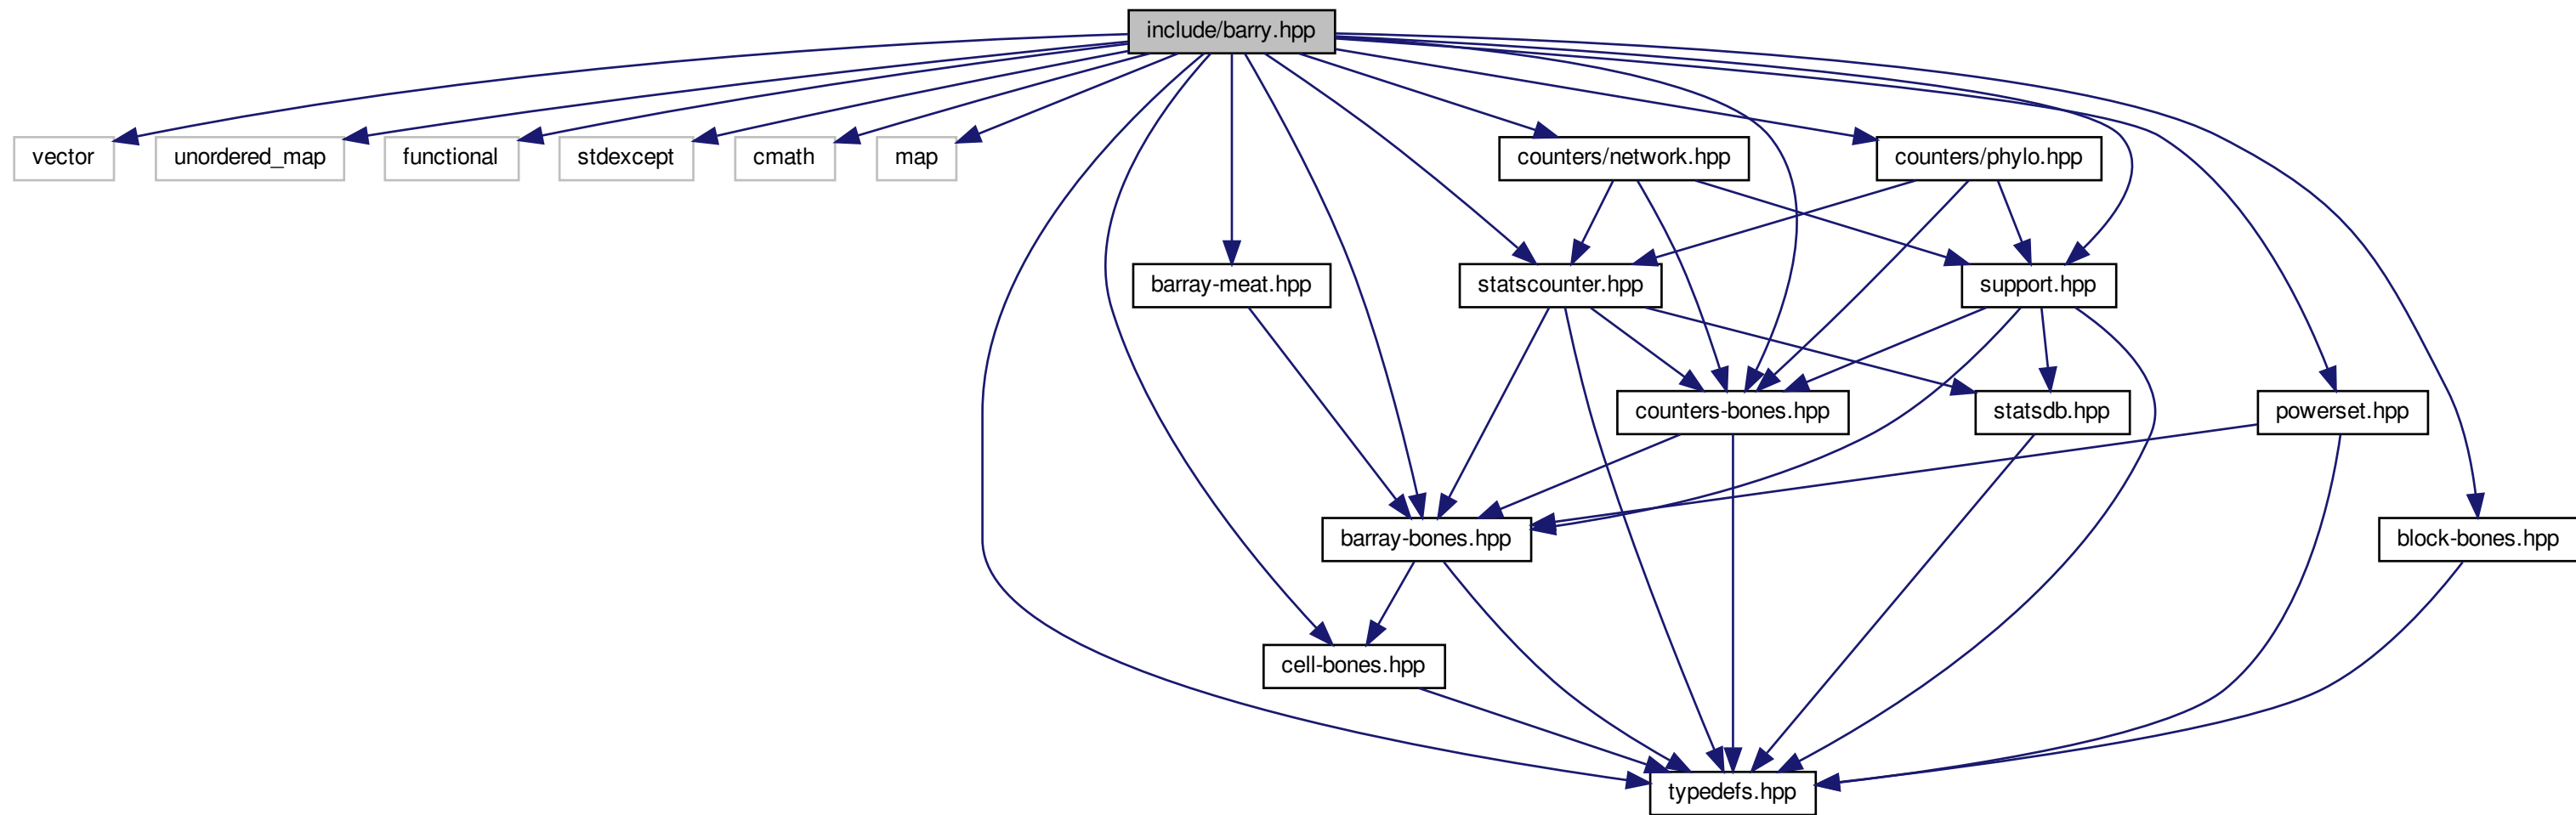 include/barry.hpp
vector
unordered_map
functional
stdexcept
cmath
map
counters/network.hpp
counters/phylo.hpp
barray-meat.hpp
statscounter.hpp
support.hpp
counters-bones.hpp
statsdb.hpp
powerset.hpp
barray-bones.hpp
block-bones.hpp
cell-bones.hpp
typedefs.hpp